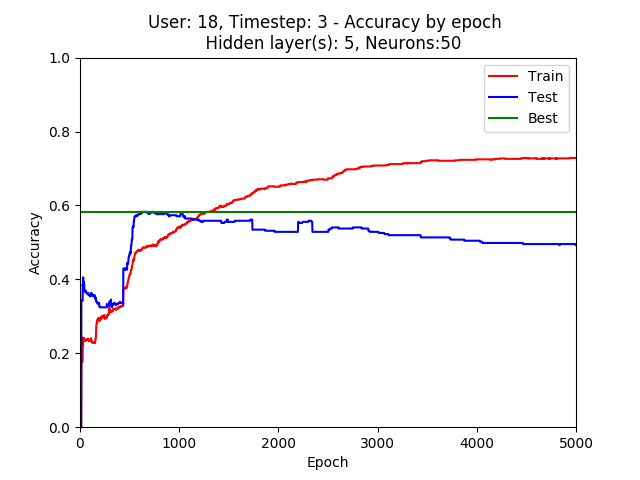 User: 18, Timestep: 3 - Accuracy by epoch
Hidden layer(s): 5, Neurons:50
1.0
0.8
0.6
0.4
0.2
0.0
Accuracy
Train
Test
Best
0 1000 2000 3000 4000 5000
Epoch